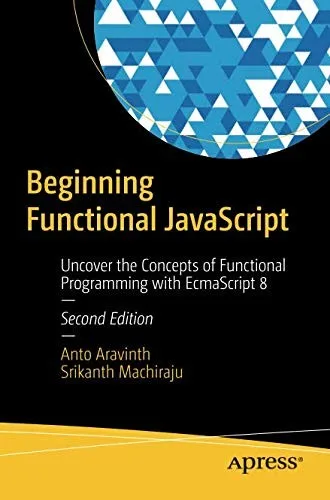 Beginning
Functional JavaScript
Uncover the Concepts of Functional
Programming with EcmaScript 8
—
Second Edition
—
Anto Aravinth
Srikanth Machiraju
Apress®